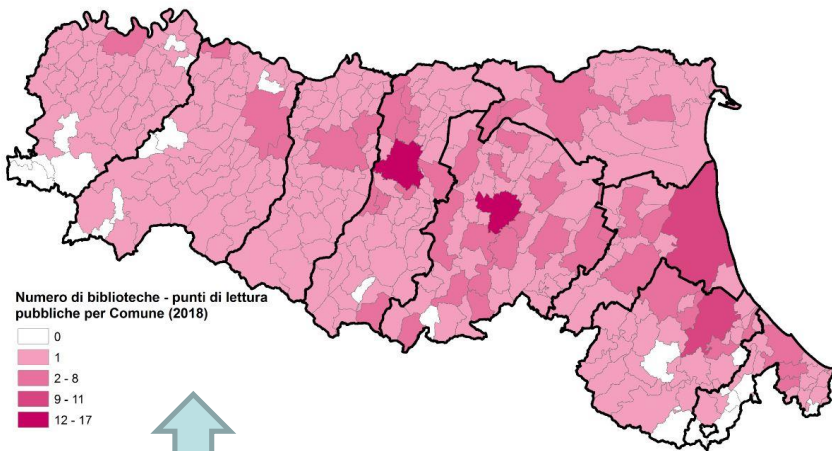 Numero di biblioteche - punti di lettura
pubbliche per Comune (2018)
0
1
2 - 8
9 - 11
12 - 17